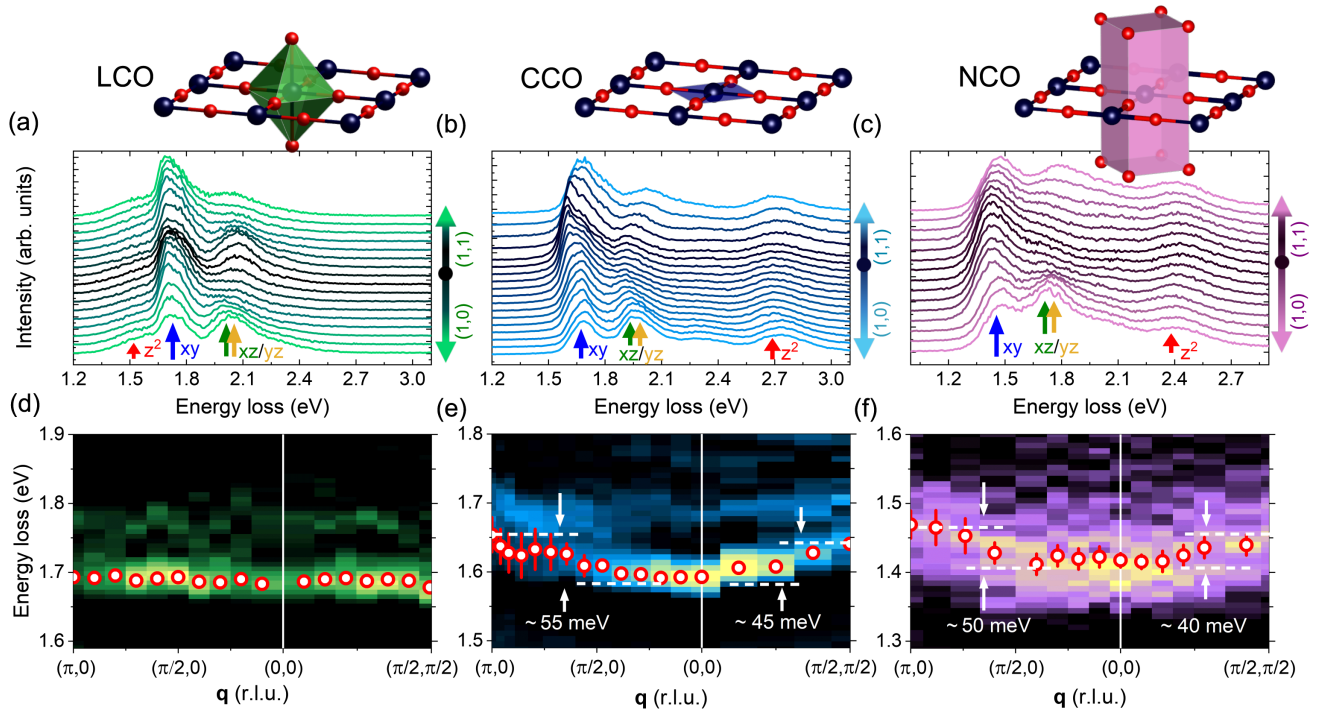 LCO
CCO
NCO
(a)
(b)
(c)
Intensity (arb. units)
z²
xy
xz/yz
1.2 1.5 1.8 2.1 2.4 2.7 3.0
Energy loss (eV)
(1,1)
(1,0)
xy
xz/yz
z²
1.2 1.5 1.8 2.1 2.4 2.7 3.0
Energy loss (eV)
(1,1)
(1,0)
xy
xz/yz
z²
1.2 1.5 1.8 2.1 2.4 2.7
Energy loss (eV)
(1,1)
(1,0)
(d)
(e)
(f)
Energy loss (eV)
1.9
1.8
1.7
1.6
(π,0) (π/2,0) (0,0) (π/2,π/2)
q (r.l.u.)
1.8
1.7
1.6
1.5
~ 55 meV
~ 45 meV
(π,0) (π/2,0) (0,0) (π/2,π/2)
q (r.l.u.)
1.6
1.5
1.4
1.3
~ 50 meV
~ 40 meV
(π,0) (π/2,0) (0,0) (π/2,π/2)
q (r.l.u.)